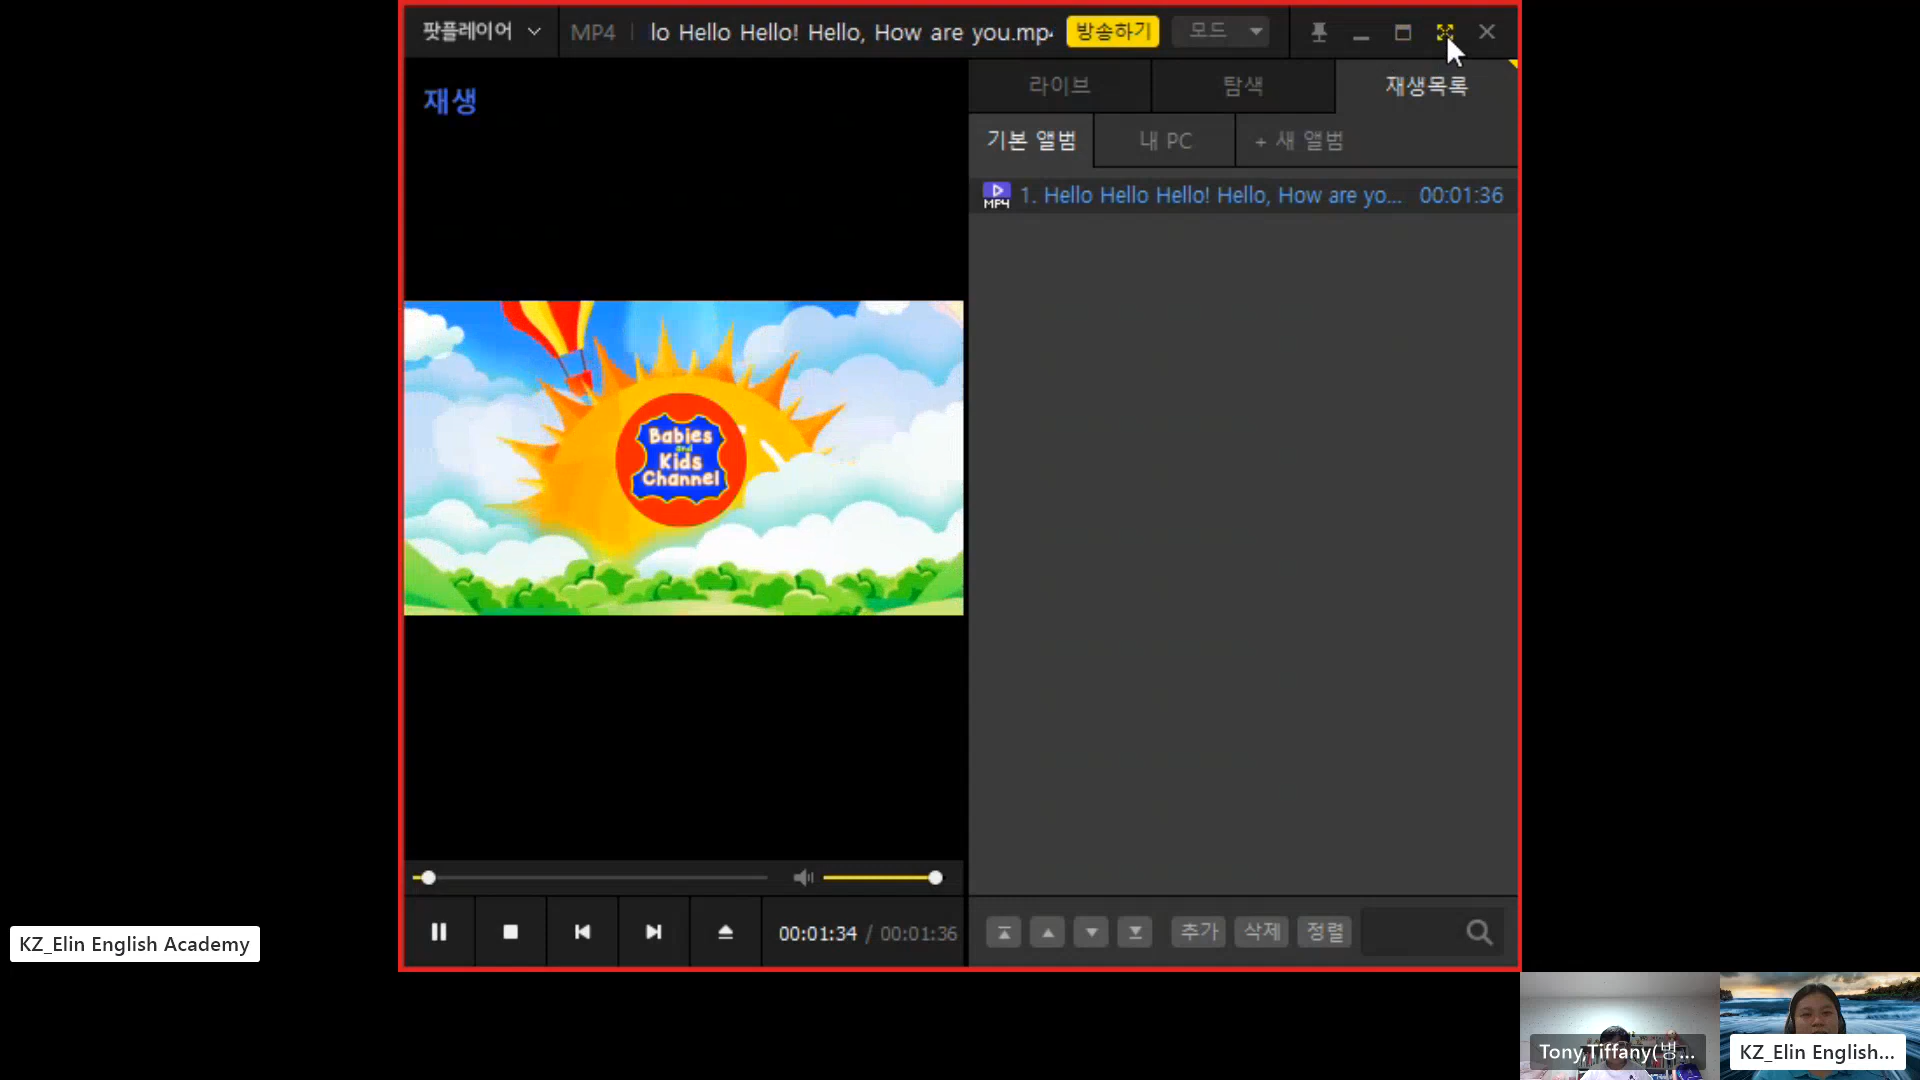 팟플레이어
MP4
lo Hello Hello! Hello, How are you.mp4
방송하기
모드
재생
라이브
탐색
재생목록
기본 앨범
내 PC
+ 새 앨범
MP4
1. Hello Hello Hello! Hello, How are yo...
00:01:36
Babies
and
Kids
Channel
00:01:34 / 00:01:36
추가
삭제
정렬
KZ_Elin English Academy
Tony,Tiffany(병...
KZ_Elin English...